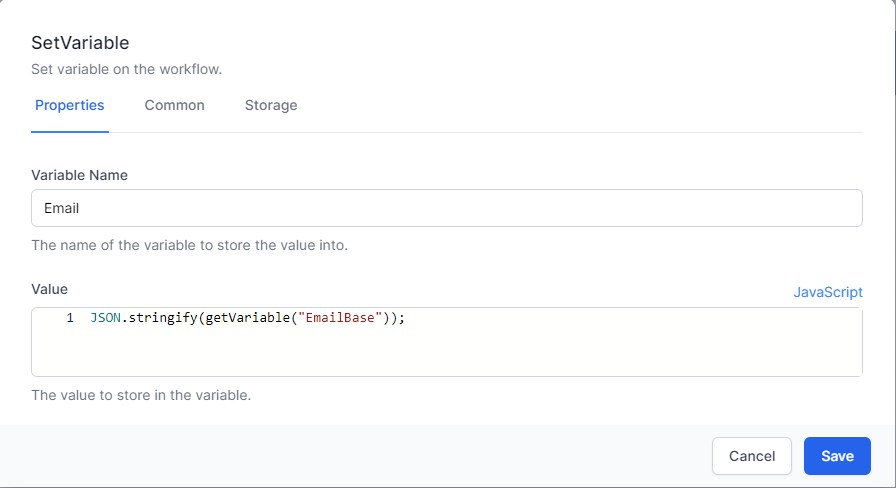 SetVariable
Set variable on the workflow.
Properties Common Storage
Variable Name
Email
The name of the variable to store the value into.
Value JavaScript
1 JSON.stringify(getVariable("EmailBase"));
The value to store in the variable.
Cancel Save